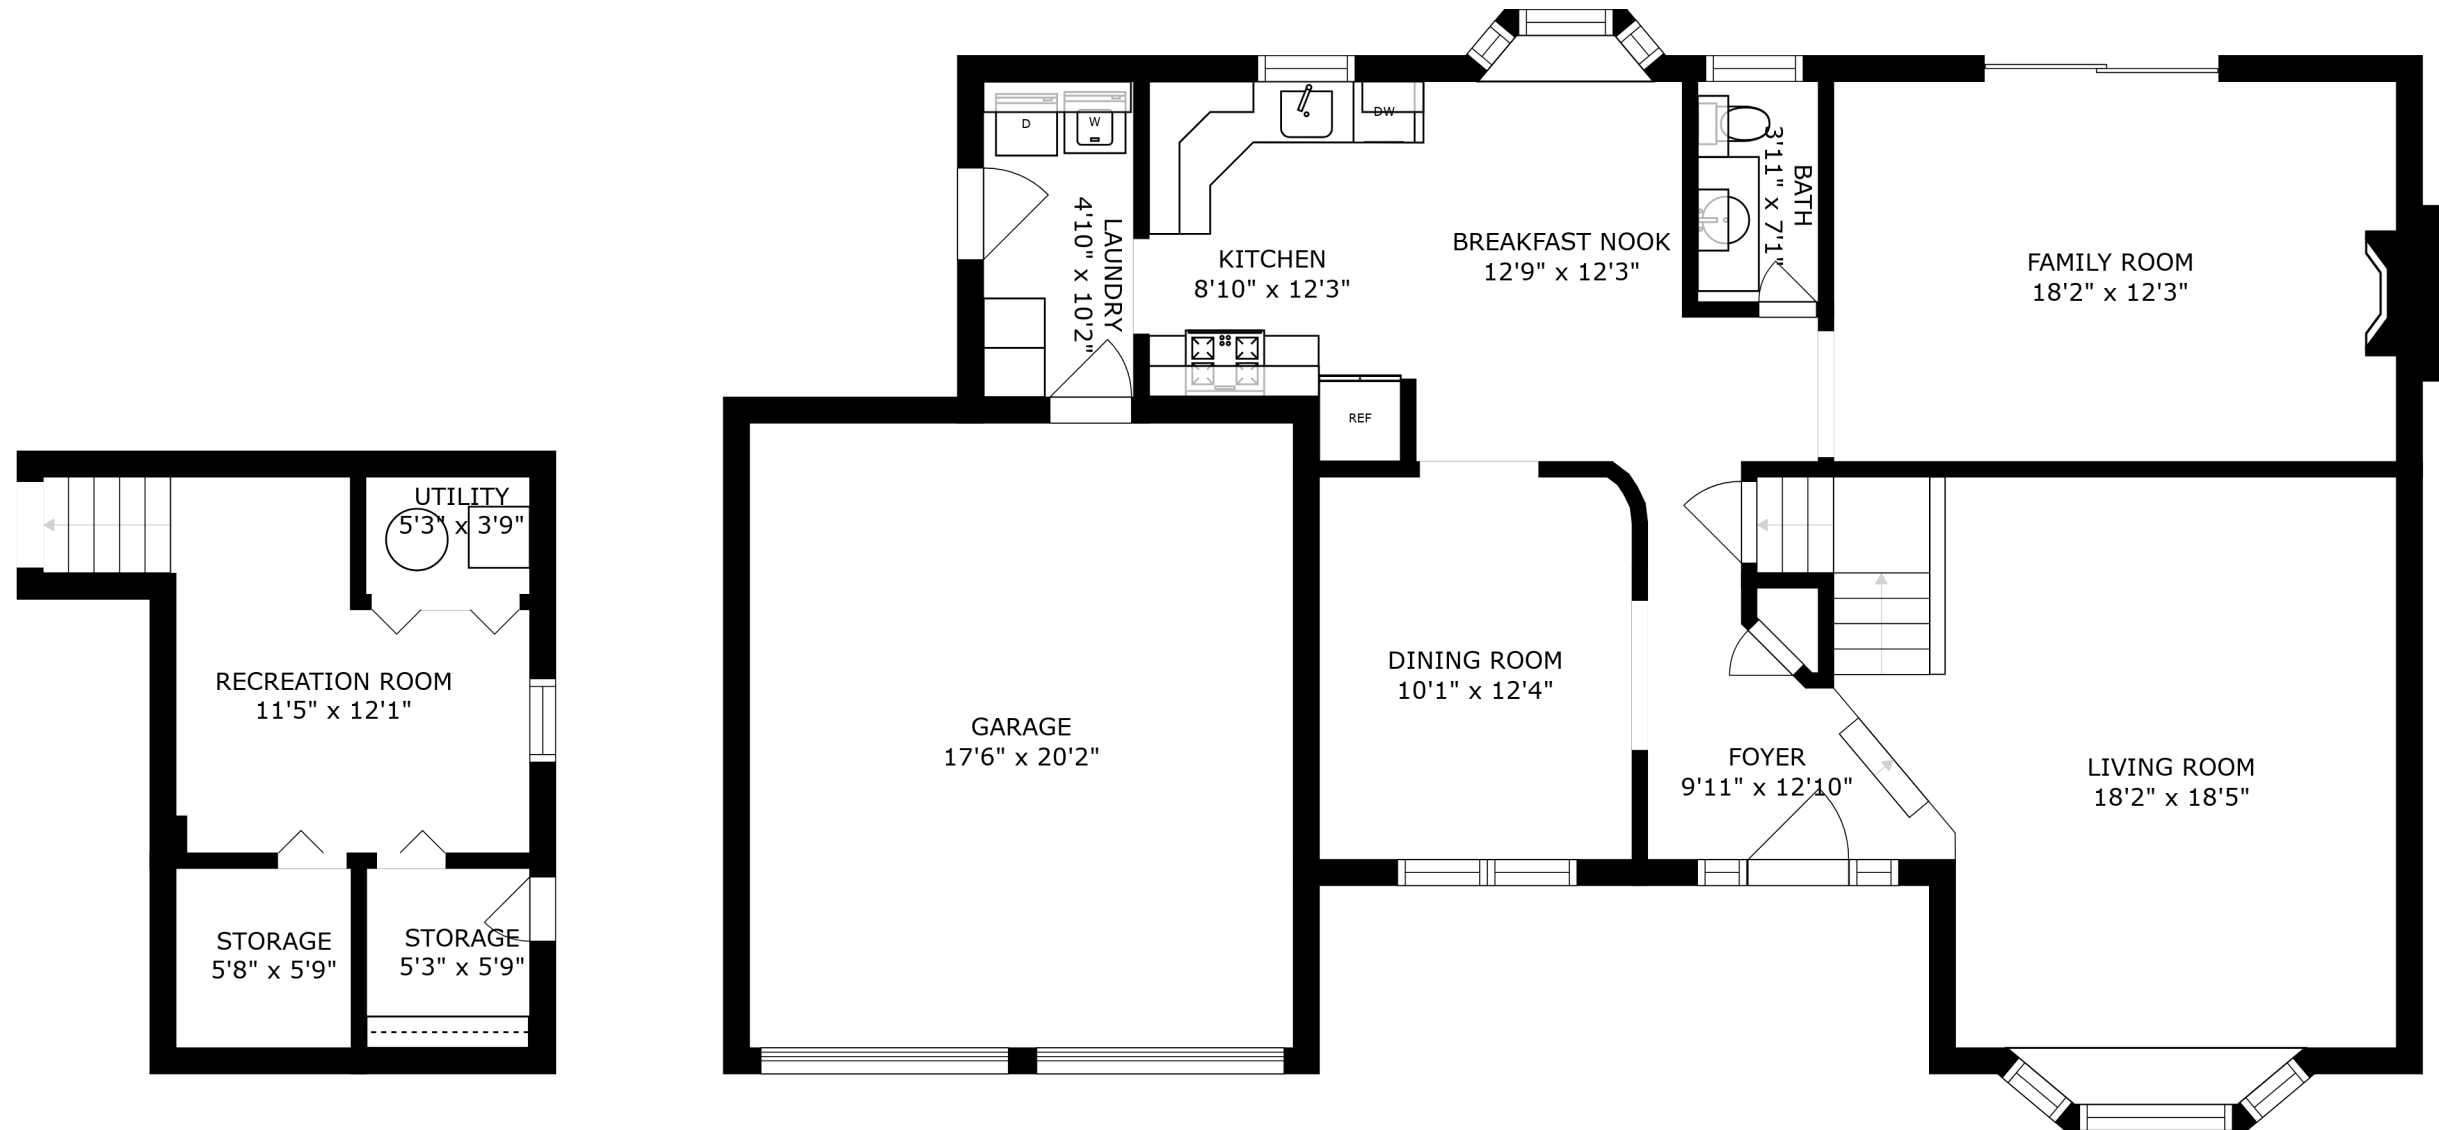 UTILITY
5'3" x 3'9"
RECREATION ROOM
11'5" x 12'1"
STORAGE
5'8" x 5'9"
STORAGE
5'3" x 5'9"
D
W
LAUNDRY
4'10" x 10'2"
KITCHEN
8'10" x 12'3"
DW
BREAKFAST NOOK
12'9" x 12'3"
BATH
3'11" x 7'1"
FAMILY ROOM
18'2" x 12'3"
REF
GARAGE
17'6" x 20'2"
DINING ROOM
10'1" x 12'4"
FOYER
9'11" x 12'10"
LIVING ROOM
18'2" x 18'5"